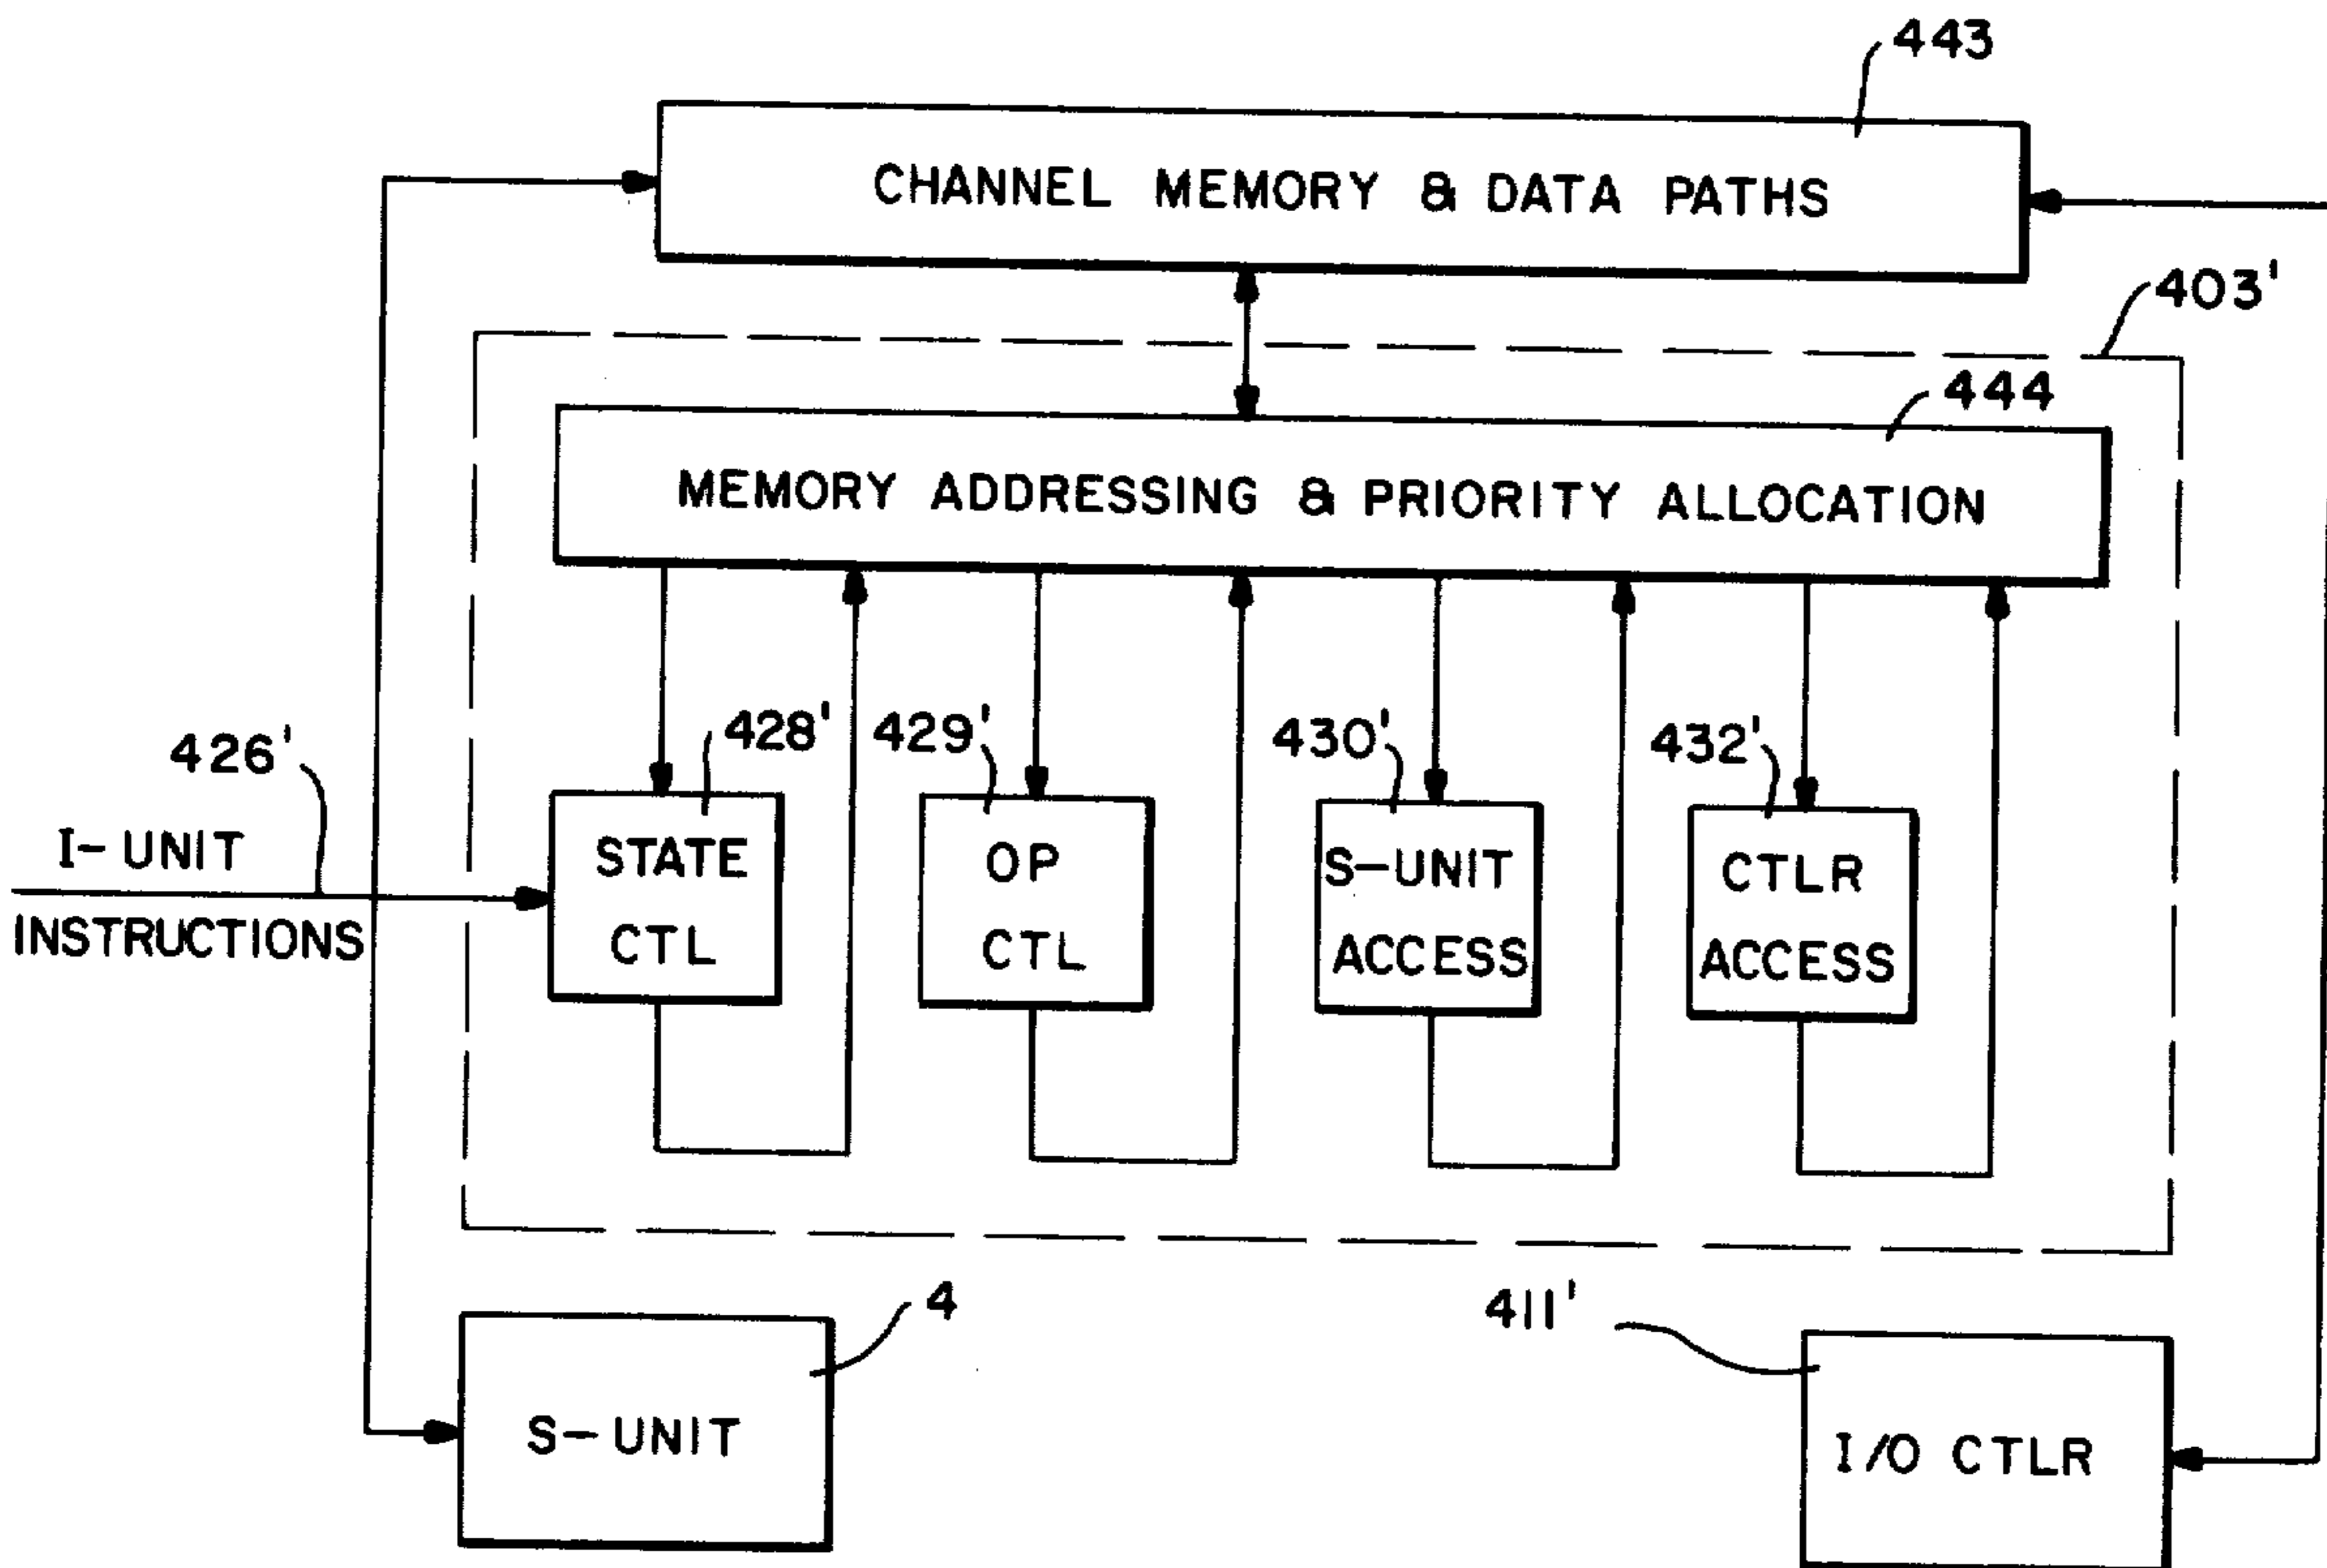 443
CHANNEL MEMORY & DATA PATHS
403'
444
MEMORY ADDRESSING & PRIORITY ALLOCATION
426'
428'
429'
430'
432'
I-UNIT
INSTRUCTIONS
STATE
CTL
OP
CTL
S-UNIT
ACCESS
CTLR
ACCESS
4
S-UNIT
411'
I/O CTLR